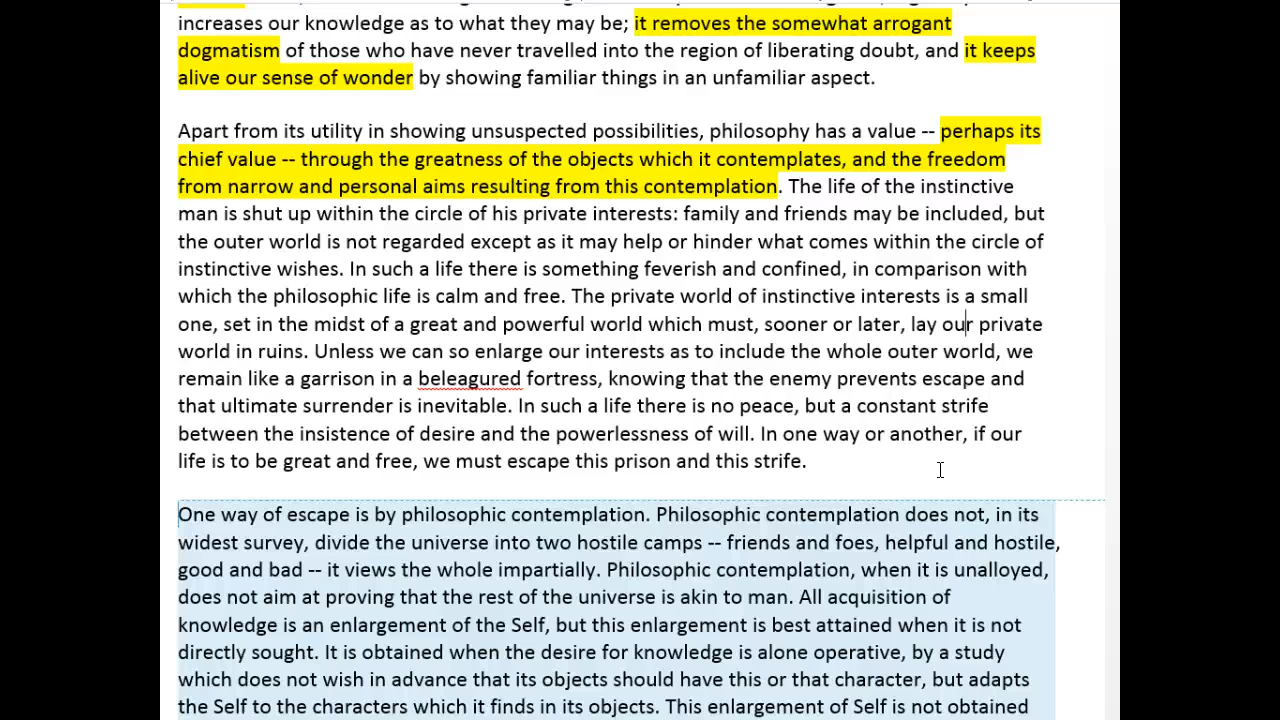 increases our knowledge as to what they may be; it removes the somewhat arrogant
dogmatism of those who have never travelled into the region of liberating doubt, and it keeps
alive our sense of wonder by showing familiar things in an unfamiliar aspect.
Apart from its utility in showing unsuspected possibilities, philosophy has a value -- perhaps its
chief value -- through the greatness of the objects which it contemplates, and the freedom
from narrow and personal aims resulting from this contemplation. The life of the instinctive
man is shut up within the circle of his private interests: family and friends may be included, but
the outer world is not regarded except as it may help or hinder what comes within the circle of
instinctive wishes. In such a life there is something feverish and confined, in comparison with
which the philosophic life is calm and free. The private world of instinctive interests is a small
one, set in the midst of a great and powerful world which must, sooner or later, lay our private
world in ruins. Unless we can so enlarge our interests as to include the whole outer world, we
remain like a garrison in a beleagured fortress, knowing that the enemy prevents escape and
that ultimate surrender is inevitable. In such a life there is no peace, but a constant strife
between the insistence of desire and the powerlessness of will. In one way or another, if our
life is to be great and free, we must escape this prison and this strife.
One way of escape is by philosophic contemplation. Philosophic contemplation does not, in its
widest survey, divide the universe into two hostile camps -- friends and foes, helpful and hostile,
good and bad -- it views the whole impartially. Philosophic contemplation, when it is unalloyed,
does not aim at proving that the rest of the universe is akin to man. All acquisition of
knowledge is an enlargement of the Self, but this enlargement is best attained when it is not
directly sought. It is obtained when the desire for knowledge is alone operative, by a study
which does not wish in advance that its objects should have this or that character, but adapts
the Self to the characters which it finds in its objects. This enlargement of Self is not obtained